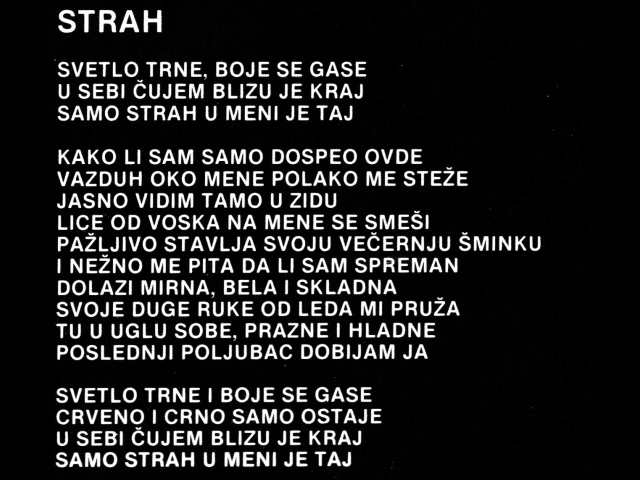 STRAH
SVETLO TRNE, BOJE SE GASE
U SEBI ČUJEM BLIZU JE KRAJ
SAMO STRAH U MENI JE TAJ
KAKO LI SAM SAMO DOSPEO OVDE
VAZDUH OKO MENE POLAKO ME STEŽE
JASNO VIDIM TAMO U ZIDU
LICE OD VOSKA NA MENE SE SMEŠI
PAŽLJIVO STAVLJA SVOJU VEČERNJU ŠMINKU
I NEŽNO ME PITA DA LI SAM SPREMAN
DOLAZI MIRNA, BELA I SKLADNA
SVOJE DUGE RUKE OD LEDA MI PRUŽA
TU U UGLU SOBE, PRAZNE I HLADNE
POSLEDNJI POLJUBAC DOBIJAM JA
SVETLO TRNE I BOJE SE GASE
CRVENO I CRNO SAMO OSTAJE
U SEBI ČUJEM BLIZU JE KRAJ
SAMO STRAH U MENI JE TAJ